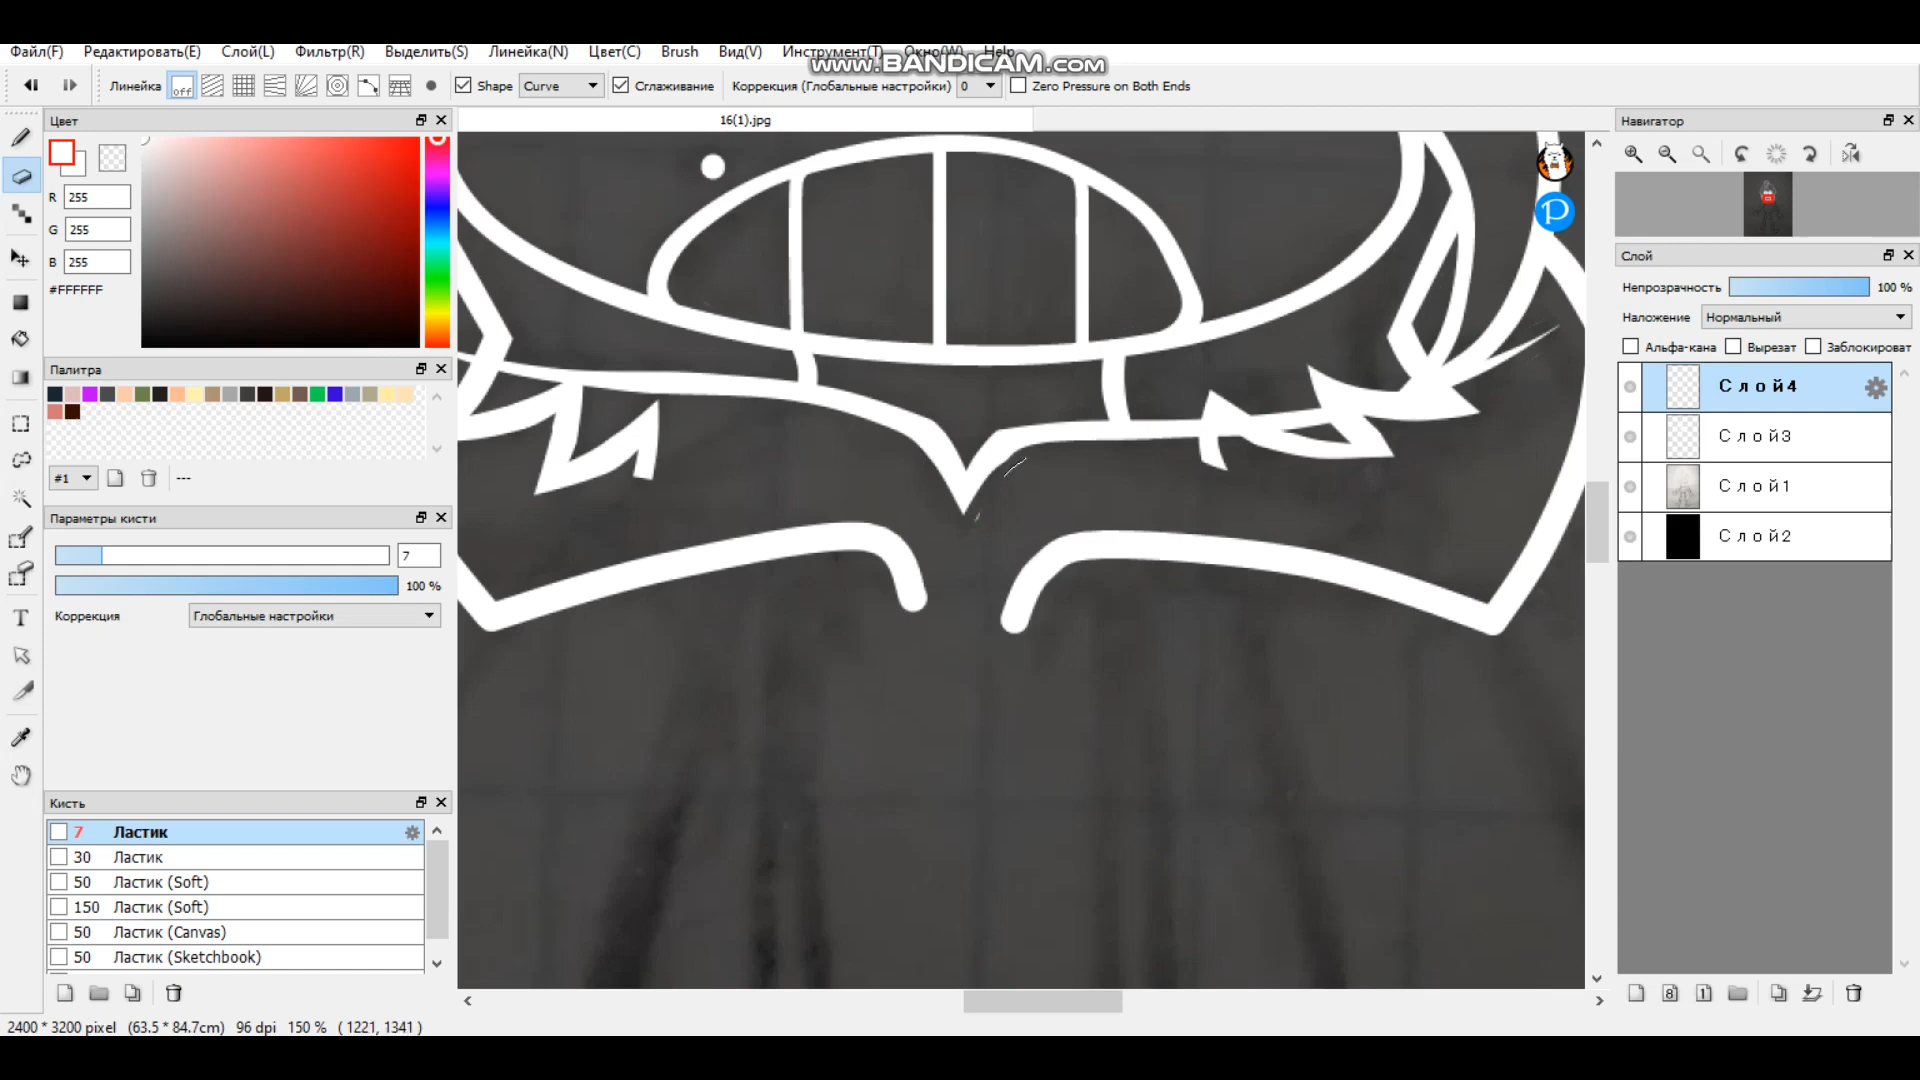 Файл(F) Редактировать(E) Слой(L) Фильтр(R) Выделить(S) Линейка(N) Цвет(C) Brush Вид(V) Инструмент(T) Окно(W) Help
www.BANDICAM.com
Линейка off Shape Curve Сглаживание Коррекция (Глобальные настройки) 0 Zero Pressure on Both Ends
Цвет
16(1).jpg
Навигатор
R 255
G 255
B 255
#FFFFFF
P
Слой
Непрозрачность 100 %
Наложение Нормальный
Альфа-кана Вырезат Заблокироват
Палитра
Слой4
Слой3
Слой1
Слой2
#1 ---
Параметры кисти
7
100 %
Коррекция Глобальные настройки
T
Кисть
7 Ластик
30 Ластик
50 Ластик (Soft)
150 Ластик (Soft)
50 Ластик (Canvas)
50 Ластик (Sketchbook)
8 1
2400 * 3200 pixel (63.5 * 84.7cm) 96 dpi 150 % ( 1221, 1341 )